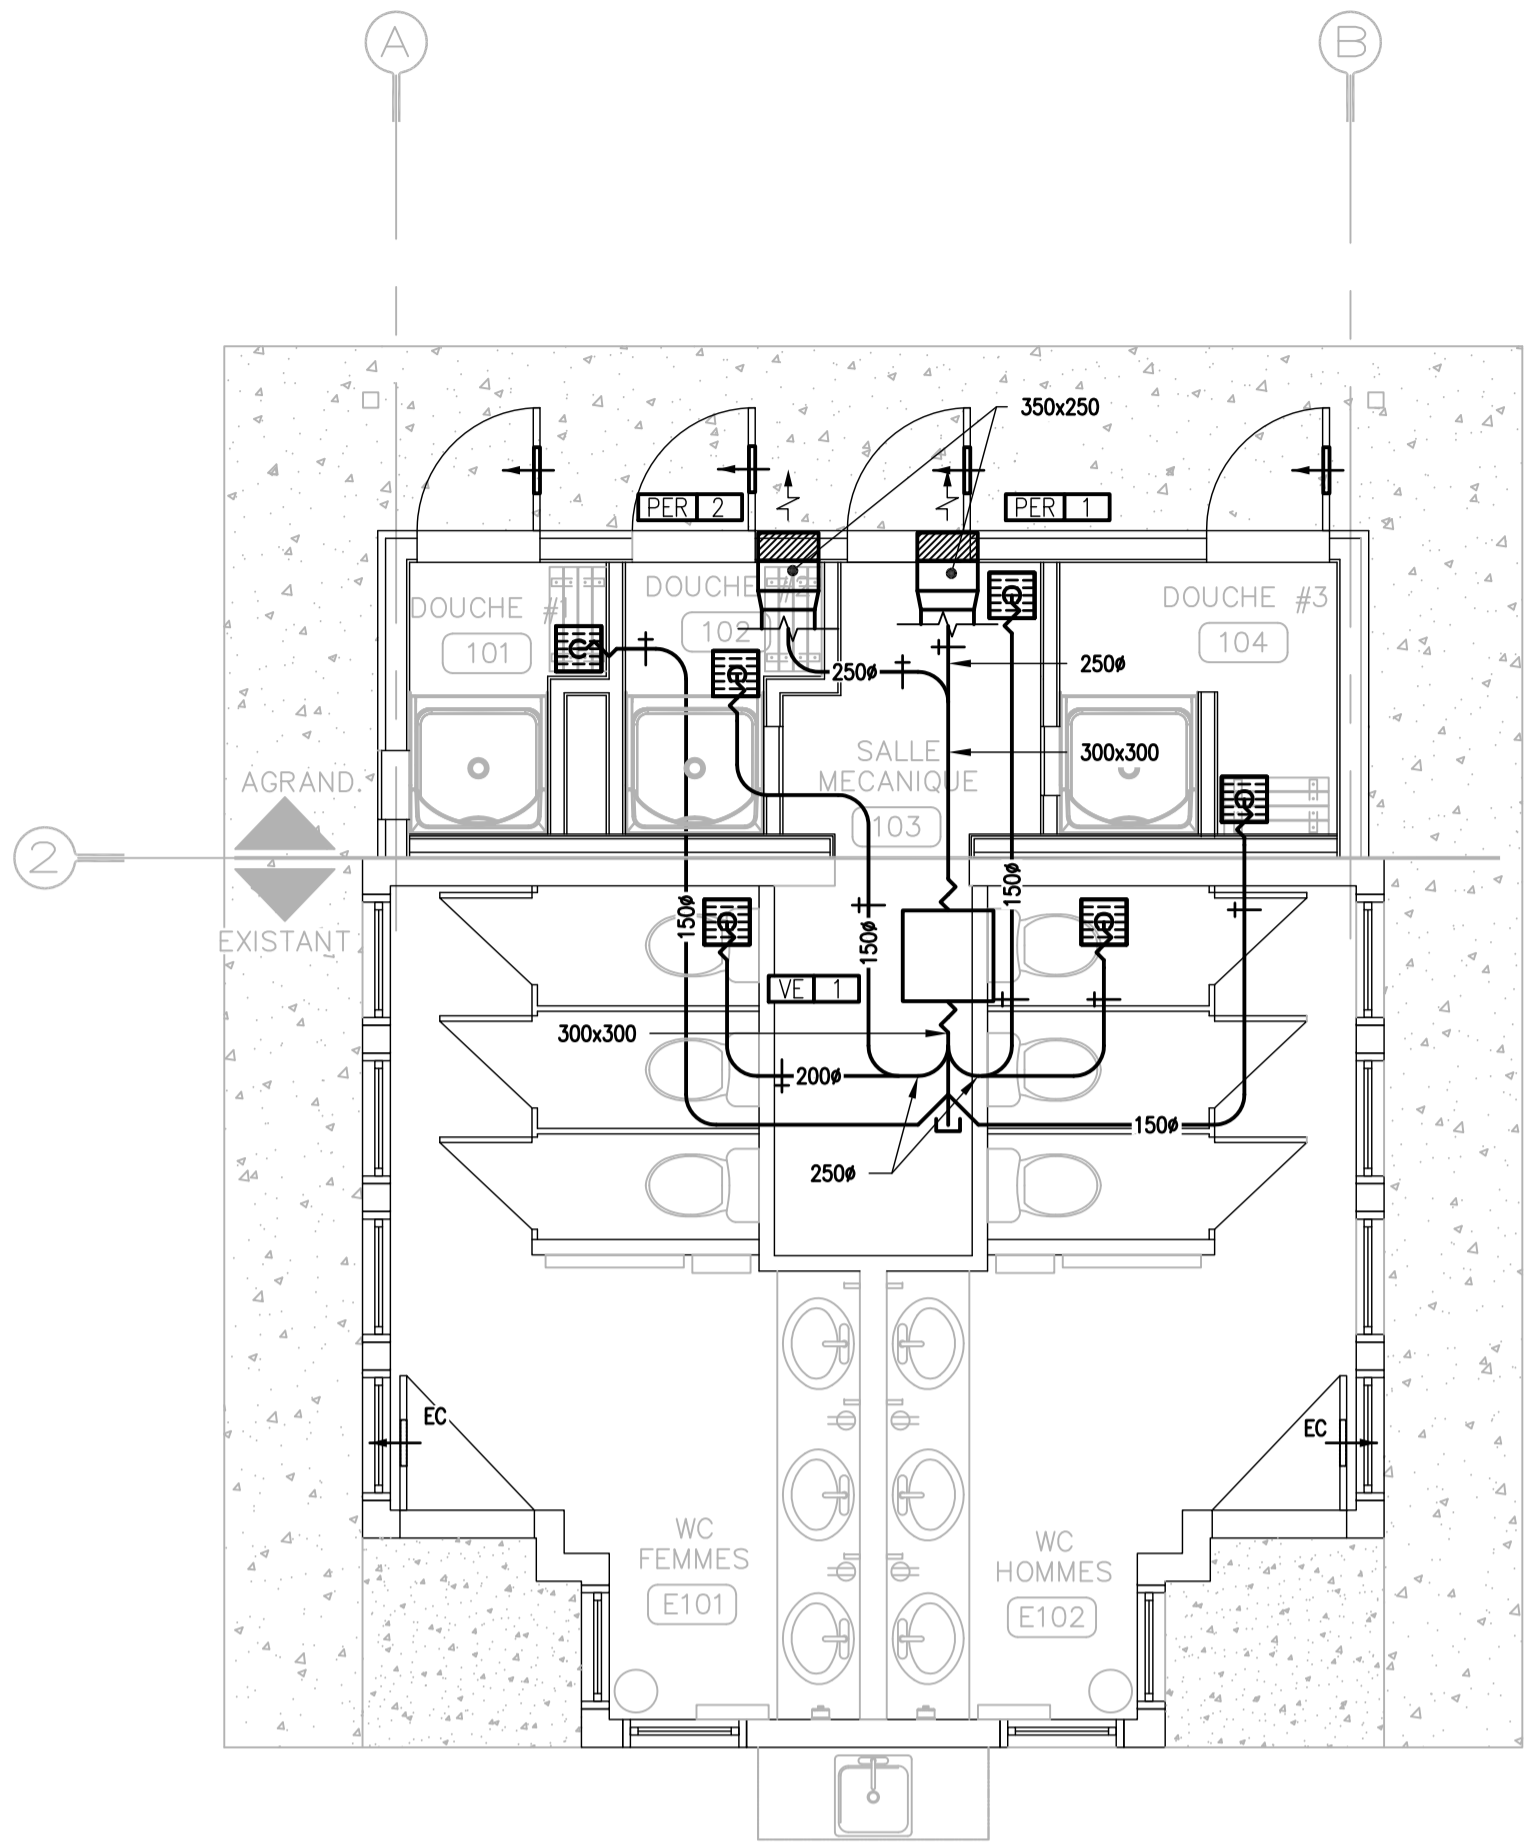 A
B
350x250
PER 2
PER 1
DOUCHE #1
101
DOUCHE #2
102
DOUCHE #3
104
250ø
250ø
300x300
SALLE
MECANIQUE
103
AGRAND.
2
EXISTANT
150ø
150ø
150ø
VE 1
300x300
200ø
150ø
250ø
EC
EC
WC
FEMMES
E101
WC
HOMMES
E102